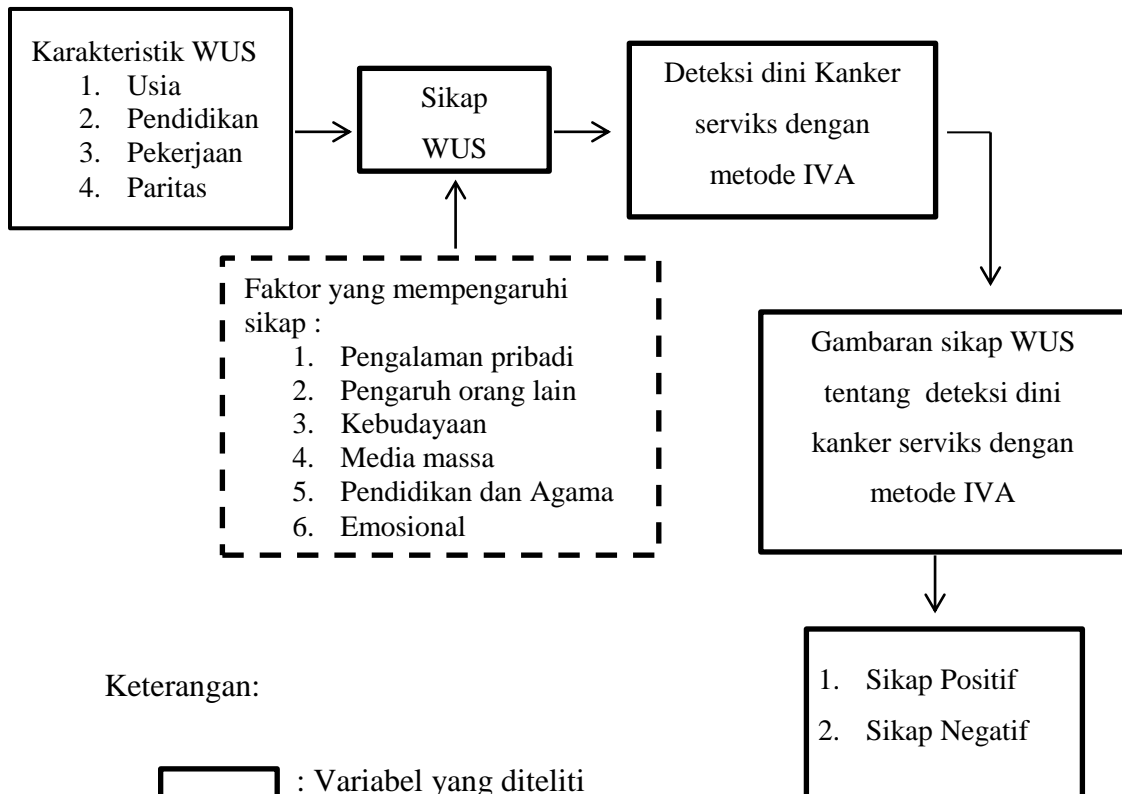 Karakteristik WUS
1. Usia
2. Pendidikan
3. Pekerjaan
4. Paritas
Sikap
WUS
Deteksi dini Kanker
serviks dengan
metode IVA
Faktor yang mempengaruhi
sikap :
1. Pengalaman pribadi
2. Pengaruh orang lain
3. Kebudayaan
4. Media massa
5. Pendidikan dan Agama
6. Emosional
Gambaran sikap WUS
tentang deteksi dini
kanker serviks dengan
metode IVA
1. Sikap Positif
2. Sikap Negatif
Keterangan:
: Variabel yang diteliti